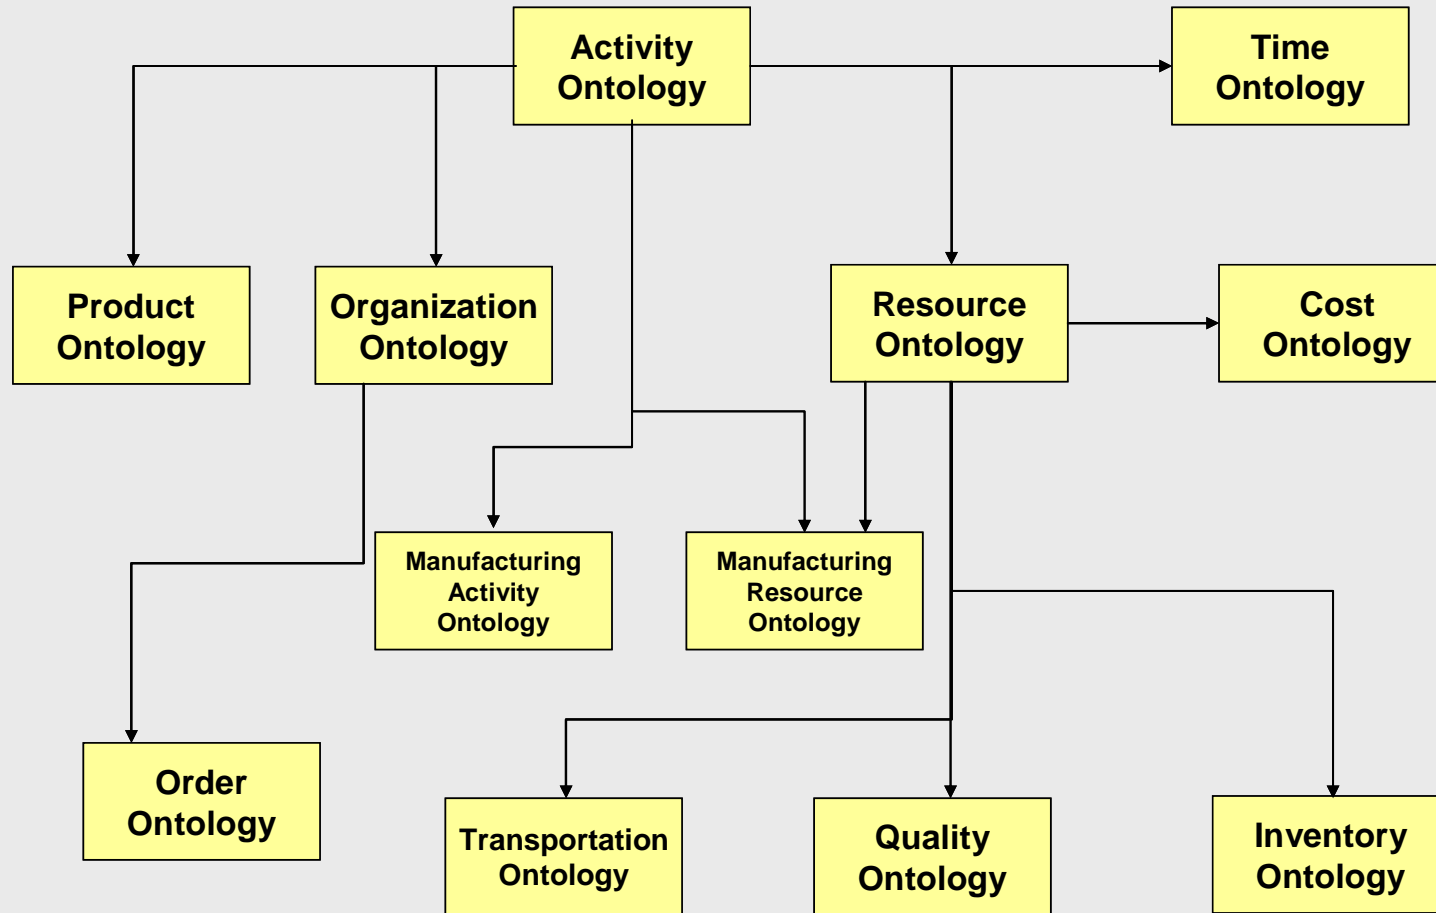 Activity
Ontology
Time
Ontology
Product
Ontology
Organization
Ontology
Resource
Ontology
Cost
Ontology
Manufacturing
Activity
Ontology
Manufacturing
Resource
Ontology
Order
Ontology
Transportation
Ontology
Quality
Ontology
Inventory
Ontology